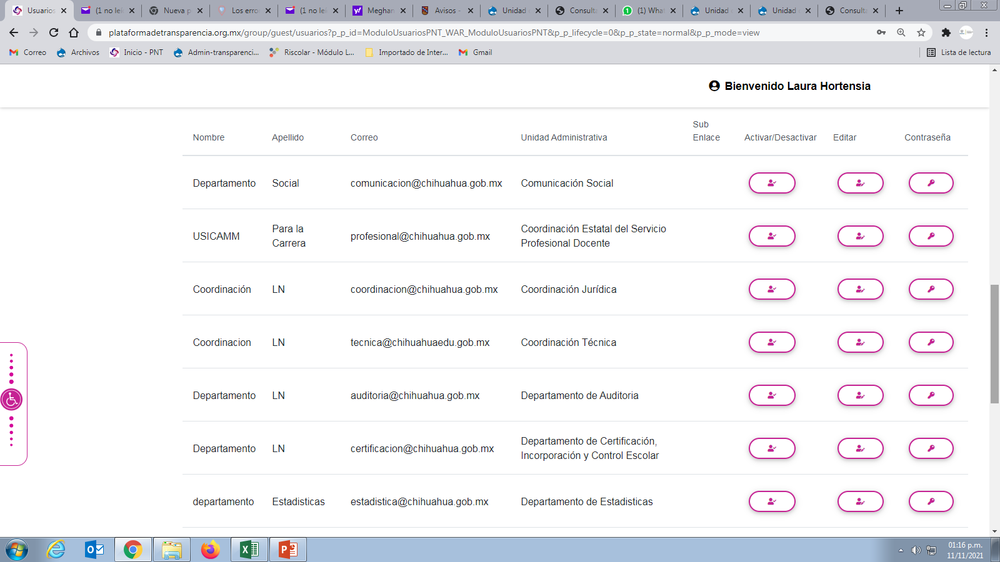 Usuarios
(1 no leí
Nueva p
Los erro
(1 no leí
Meghan
Avisos -
Unidad
Consulta
(1) What
Unidad
Unidad
Consulta
plataformadetransparencia.org.mx/group/guest/usuarios?p_p_id=ModuloUsuariosPNT_WAR_ModuloUsuariosPNT&p_p_lifecycle=0&p_p_state=normal&p_p_mode=view
Correo
Archivos
Inicio - PNT
Admin-transparenci...
Riscolar - Módulo L...
Importado de Inter...
Gmail
Lista de lectura
Bienvenido Laura Hortensia
Nombre Apellido Correo Unidad Administrativa Sub Enlace Activar/Desactivar Editar Contraseña
Departamento Social comunicacion@chihuahua.gob.mx Comunicación Social
USICAMM Para la Carrera profesional@chihuahua.gob.mx Coordinación Estatal del Servicio Profesional Docente
Coordinación LN coordinacion@chihuahua.gob.mx Coordinación Jurídica
Coordinacion LN tecnica@chihuahuaedu.gob.mx Coordinación Técnica
Departamento LN auditoria@chihuahua.gob.mx Departamento de Auditoria
Departamento LN certificacion@chihuahua.gob.mx Departamento de Certificación, Incorporación y Control Escolar
departamento Estadisticas estadistica@chihuahua.gob.mx Departamento de Estadisticas
01:16 p.m.
11/11/2021